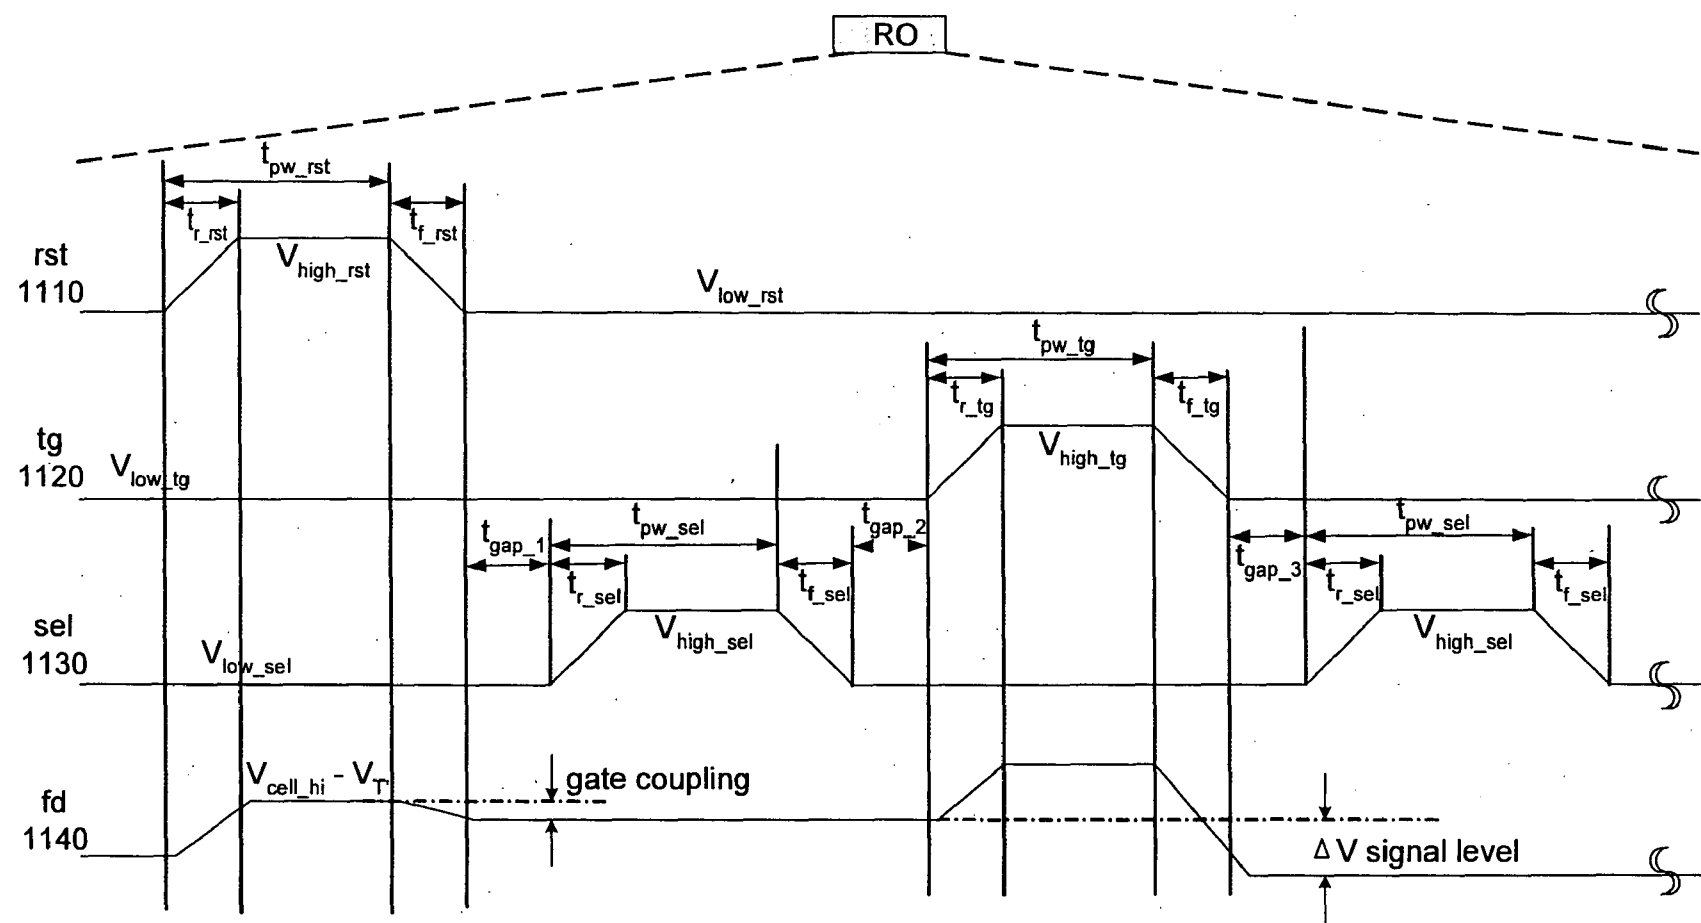 RO
t_pw_rst
t_r_rst
t_f_rst
rst
1110
V_high_rst
V_low_rst
t_pw_tg
t_r_tg
t_f_tg
tg
1120
V_low_tg
V_high_tg
t_gap_1
t_pw_sel
t_gap_2
t_r_sel
t_f_sel
t_gap_3
t_pw_sel
t_r_sel
t_f_sel
sel
1130
V_low_sel
V_high_sel
V_high_sel
fd
1140
V_cell_hi - V_T
gate coupling
Δ V signal level